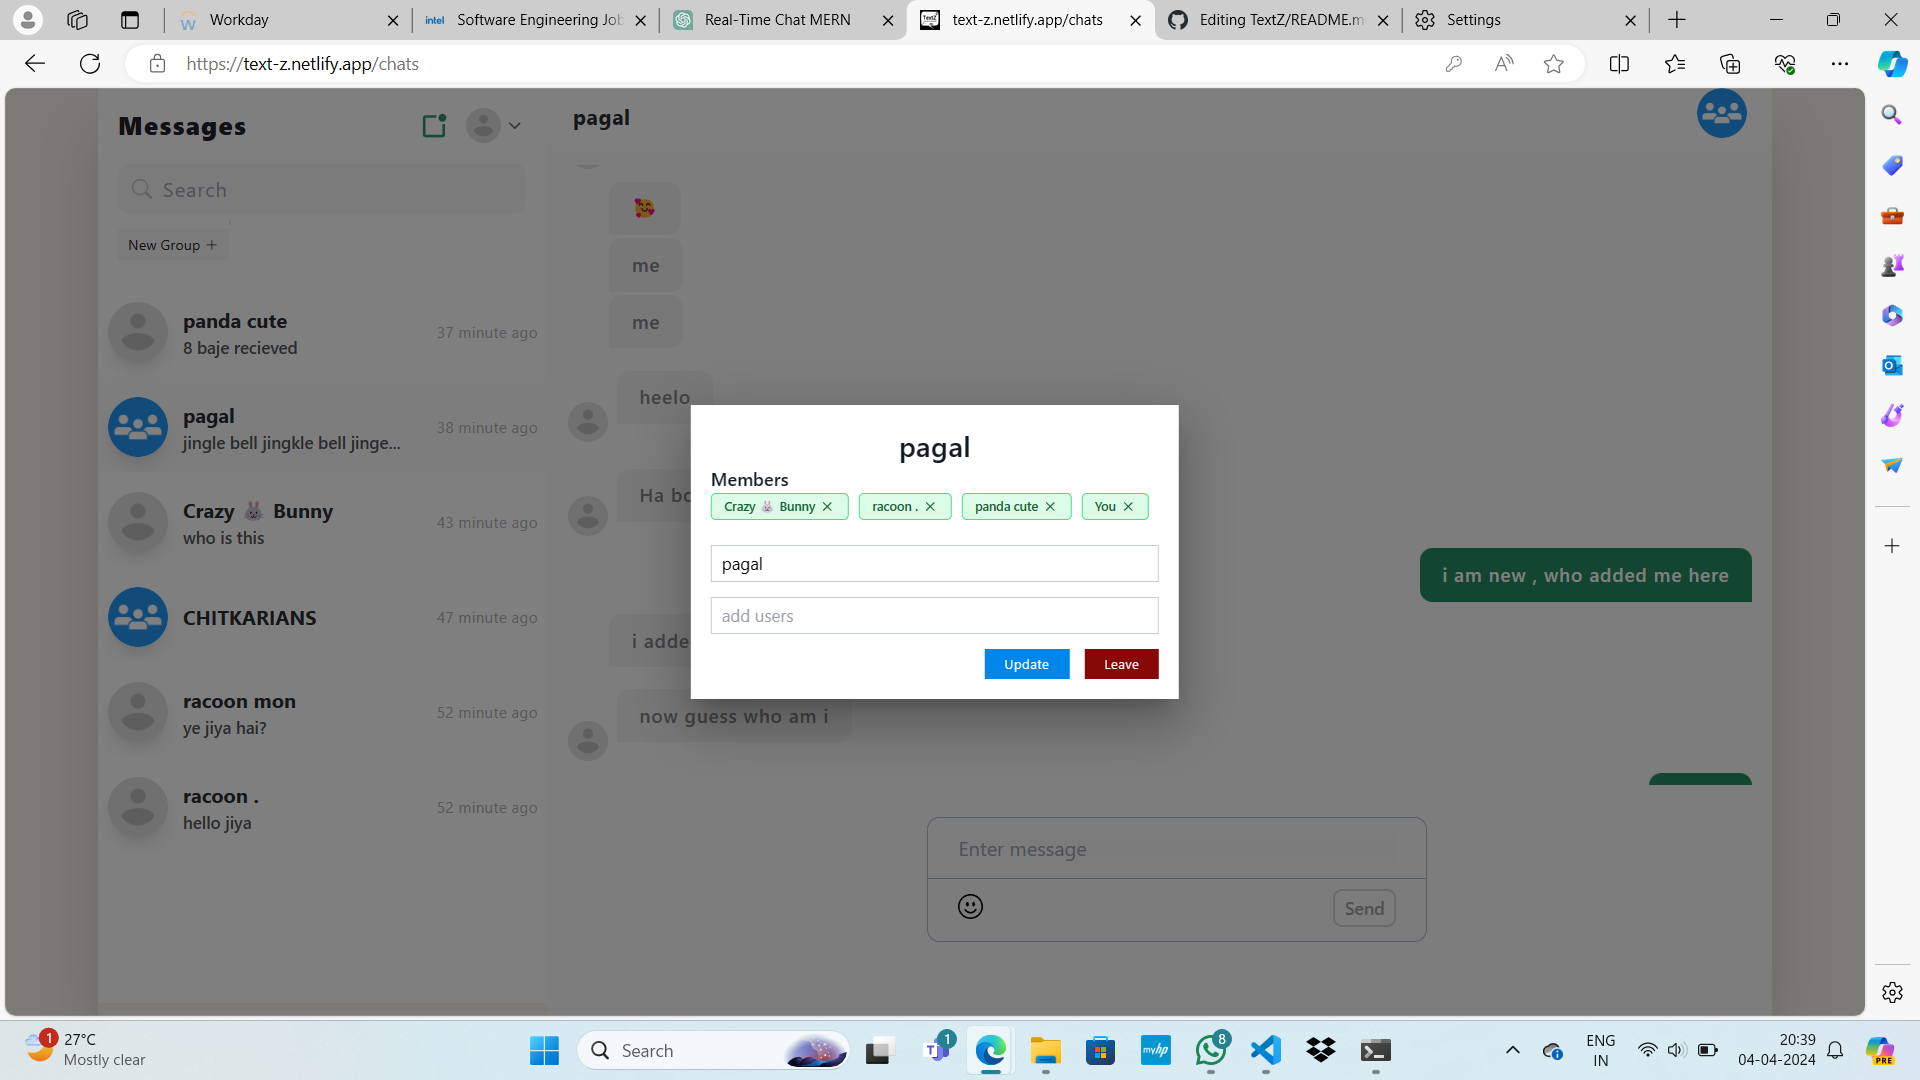 Workday
intel Software Engineering Job
Real-Time Chat MERN
text-z.netlify.app/chats
Editing TextZ/README.m
Settings
https://text-z.netlify.app/chats
Messages
Search
New Group +
panda cute
8 baje recieved
37 minute ago
pagal
jingle bell jingkle bell jinge...
38 minute ago
Crazy 🐰 Bunny
who is this
43 minute ago
CHITKARIANS
47 minute ago
racoon mon
ye jiya hai?
52 minute ago
racoon .
hello jiya
52 minute ago
pagal
🥰
me
me
heelo
Ha bo
i am new , who added me here
i adde
now guess who am i
pagal
Members
Crazy 🐰 Bunny ✕
racoon . ✕
panda cute ✕
You ✕
pagal
add users
Update
Leave
Enter message
Send
1
27°C
Mostly clear
Search
1
myhp
8
ENG
IN
20:39
04-04-2024
PRE